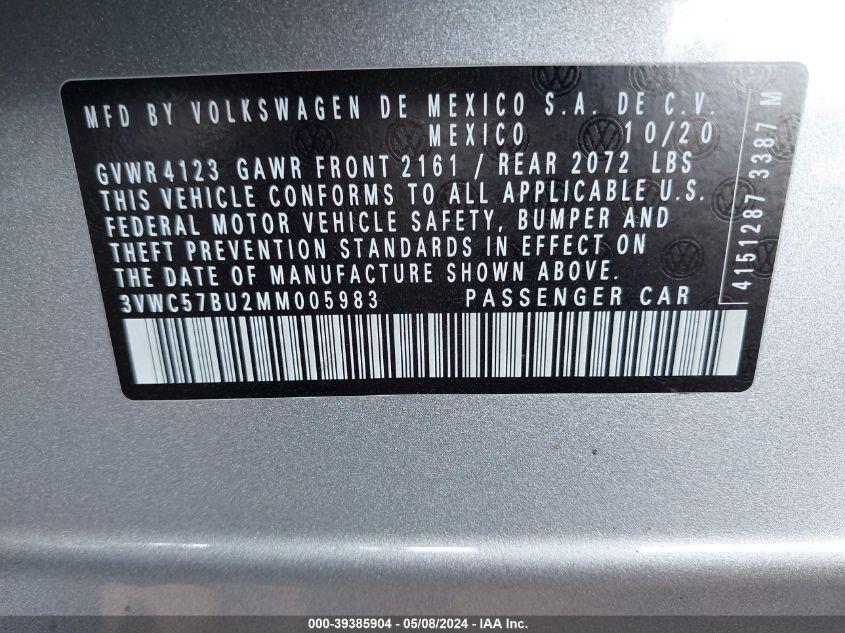 MFD BY VOLKSWAGEN DE MEXICO S.A. DE C.V.
MEXICO 10/20
GVWR 4123 GAWR FRONT 2161 / REAR 2072 LBS
THIS VEHICLE CONFORMS TO ALL APPLICABLE U.S.
FEDERAL MOTOR VEHICLE SAFETY, BUMPER AND
THEFT PREVENTION STANDARDS IN EFFECT ON
THE DATE OF MANUFACTURE SHOWN ABOVE.
3VWC57BU2MM005983 PASSENGER CAR
4151287 3387 M
000-39385904 - 05/08/2024 - IAA Inc.